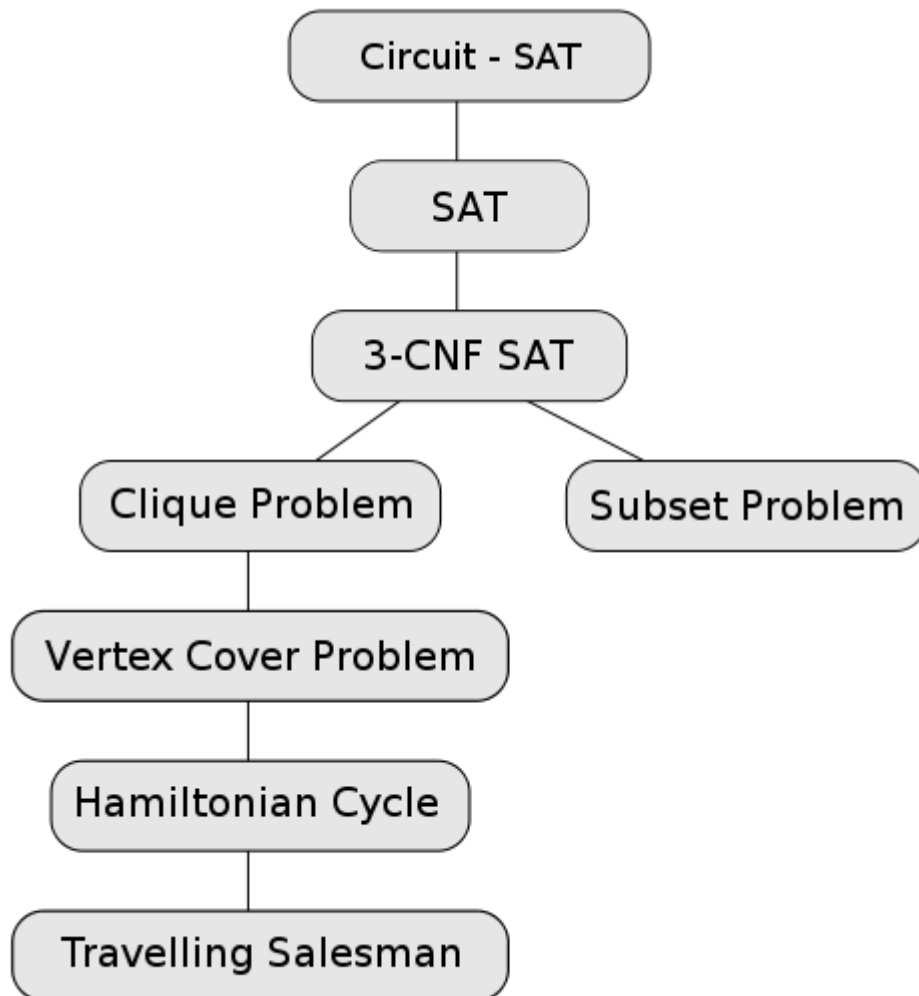 Circuit - SAT
SAT
3-CNF SAT
Clique Problem
Subset Problem
Vertex Cover Problem
Hamiltonian Cycle
Travelling Salesman